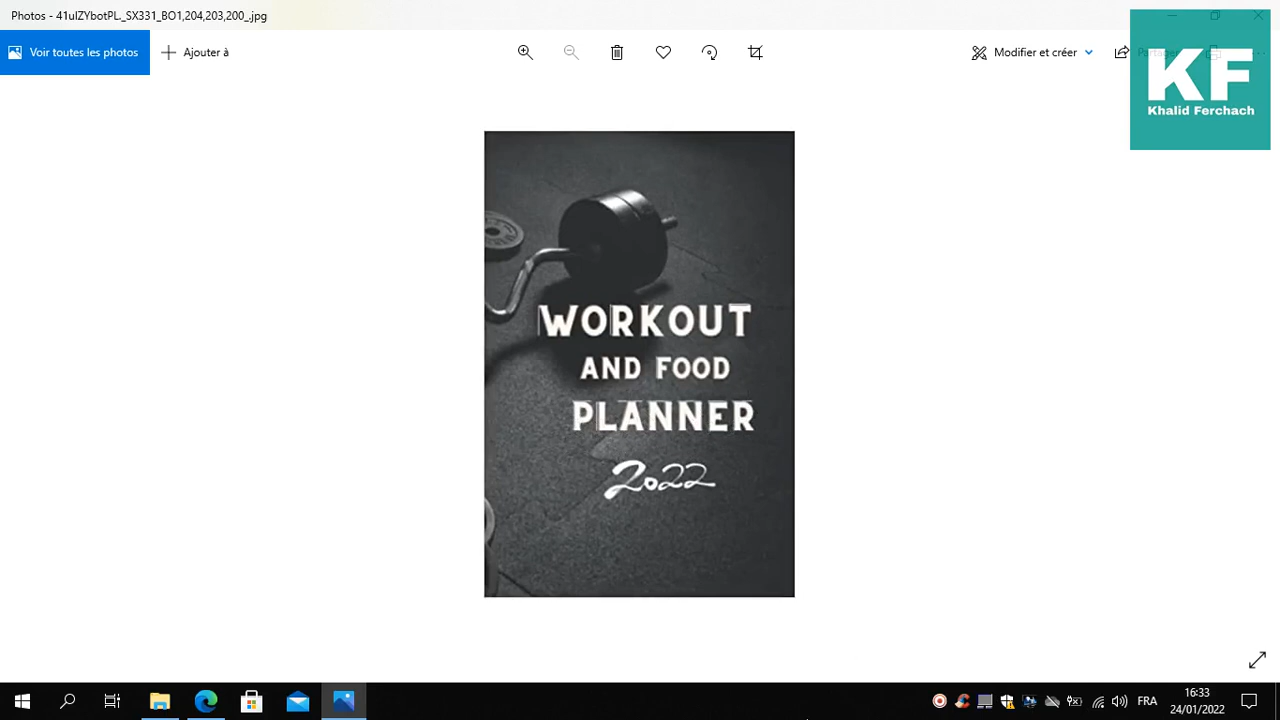 Photos - 41uIZYbotPL._SX331_BO1,204,203,200_.jpg
Voir toutes les photos
Ajouter à
Modifier et créer
Partager
KF
Khalid Ferchach
WORKOUT
AND FOOD
PLANNER
2022
FRA
16:33
24/01/2022